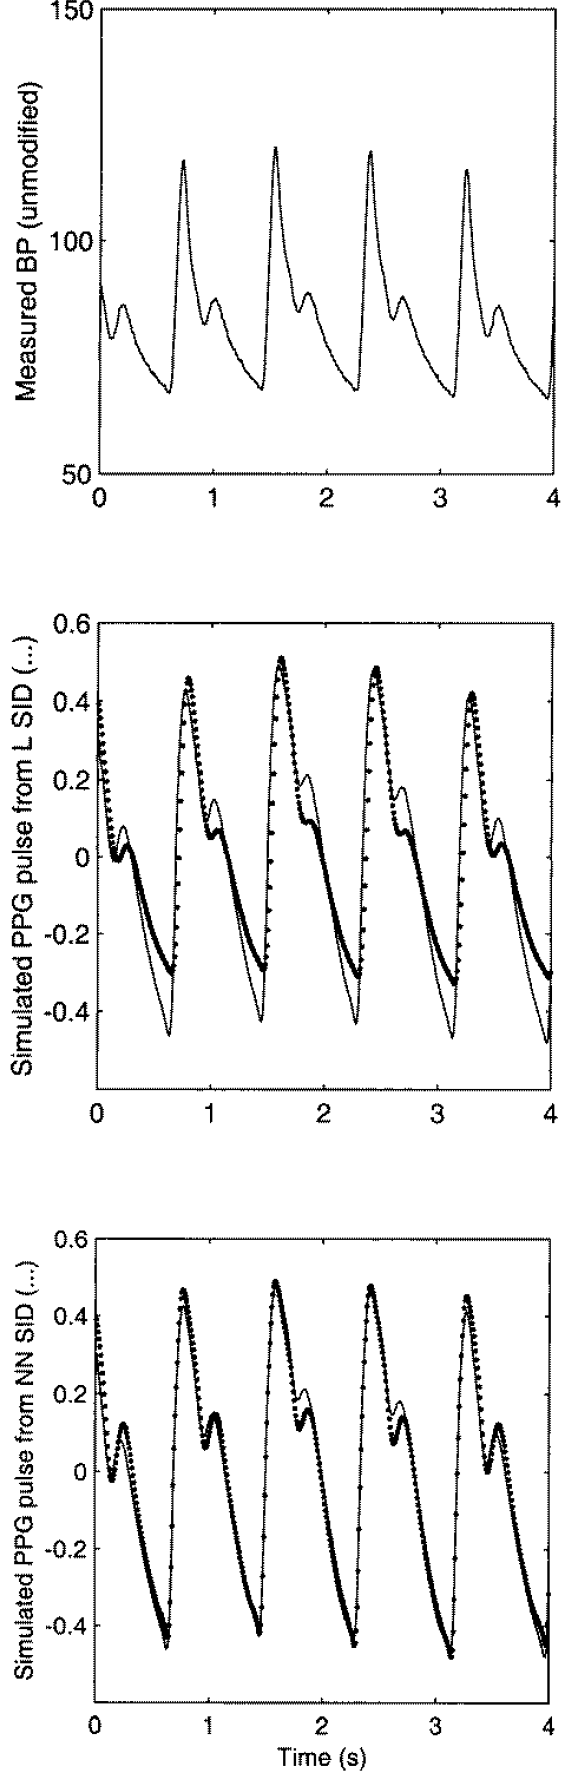 150
100
50
Measured BP (unmodified)
0 1 2 3 4
0.6
0.4
0.2
0
-0.2
-0.4
Simulated PPG pulse from L SID (...)
0 1 2 3 4
0.6
0.4
0.2
0
-0.2
-0.4
Simulated PPG pulse from NN SID (...)
0 1 2 3 4
Time (s)